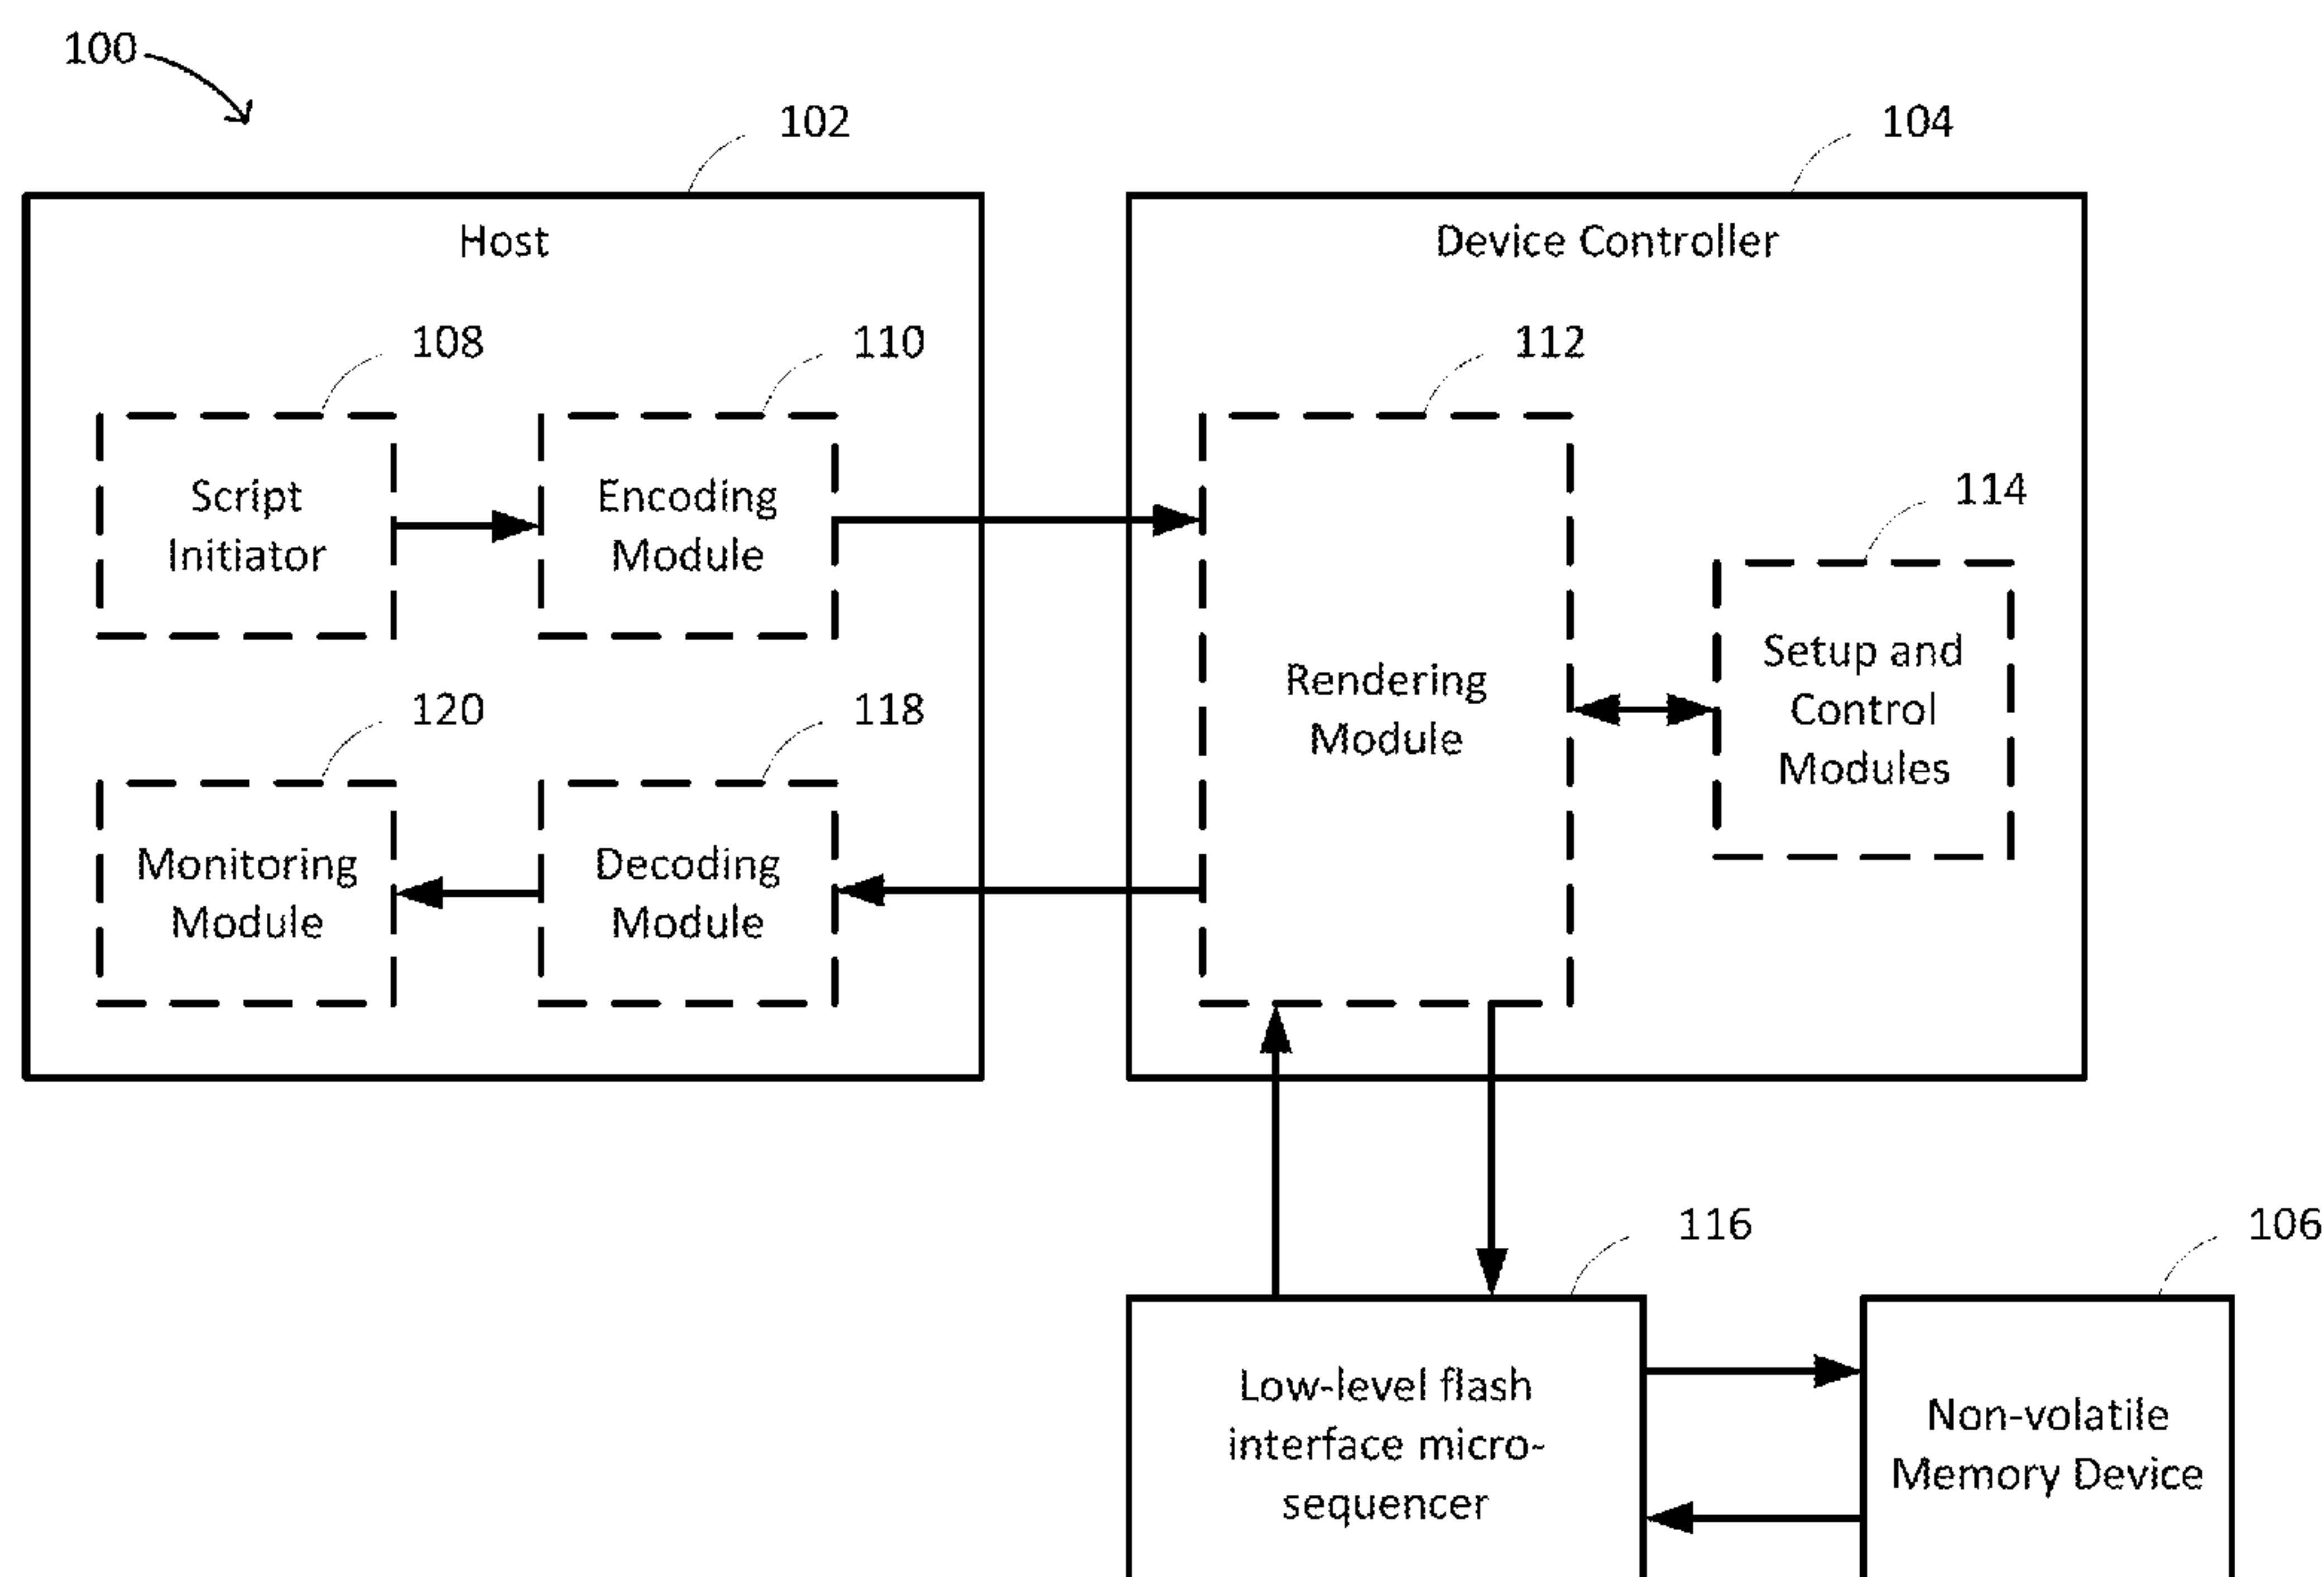 100
102
104
Host
Device Controller
108
110
112
Script
Initiator
Encoding
Module
114
Rendering
Module
Setup and
Control
Modules
120
118
Monitoring
Module
Decoding
Module
116
106
Low-level flash
interface micro-
sequencer
Non-volatile
Memory Device